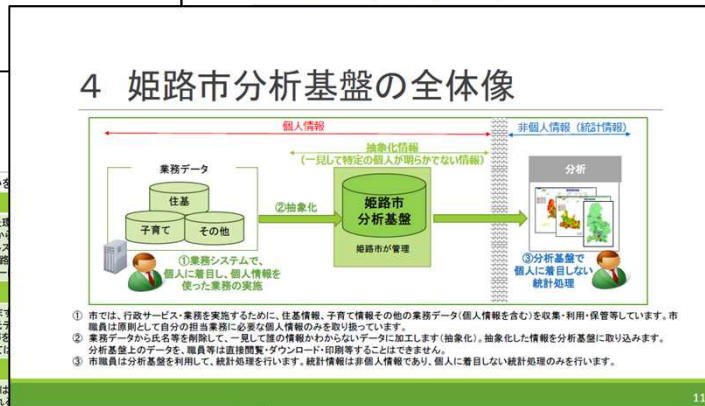 4 姫路市分析基盤の全体像
個人情報
非個人情報（統計情報）
抽象化情報
（一見して特定の個人が明らかでない情報）
業務データ
住基
子育て
その他
②抽象化
姫路市
分析基盤
姫路市が管理
分析
①業務システムで、
個人に着目し、個人情報を
使った業務の実施
③分析基盤で
個人に着目しない
統計処理
① 市では、行政サービス・業務を実施するために、住基情報、子育て情報その他の業務データ(個人情報を含む)を収集・利用・保管等しています。市
職員は原則として自分の担当業務に必要な個人情報のみを取り扱っています。
② 業務データから氏名等を削除して、一見して誰の情報かわからないデータに加工します(抽象化)。抽象化した情報を分析基盤に取り込みます。
分析基盤上のデータを、職員等は直接閲覧・ダウンロード・印刷等することはできません。
③ 市職員は分析基盤を利用して、統計処理を行います。統計情報は非個人情報であり、個人に着目しない統計処理のみを行います。
11